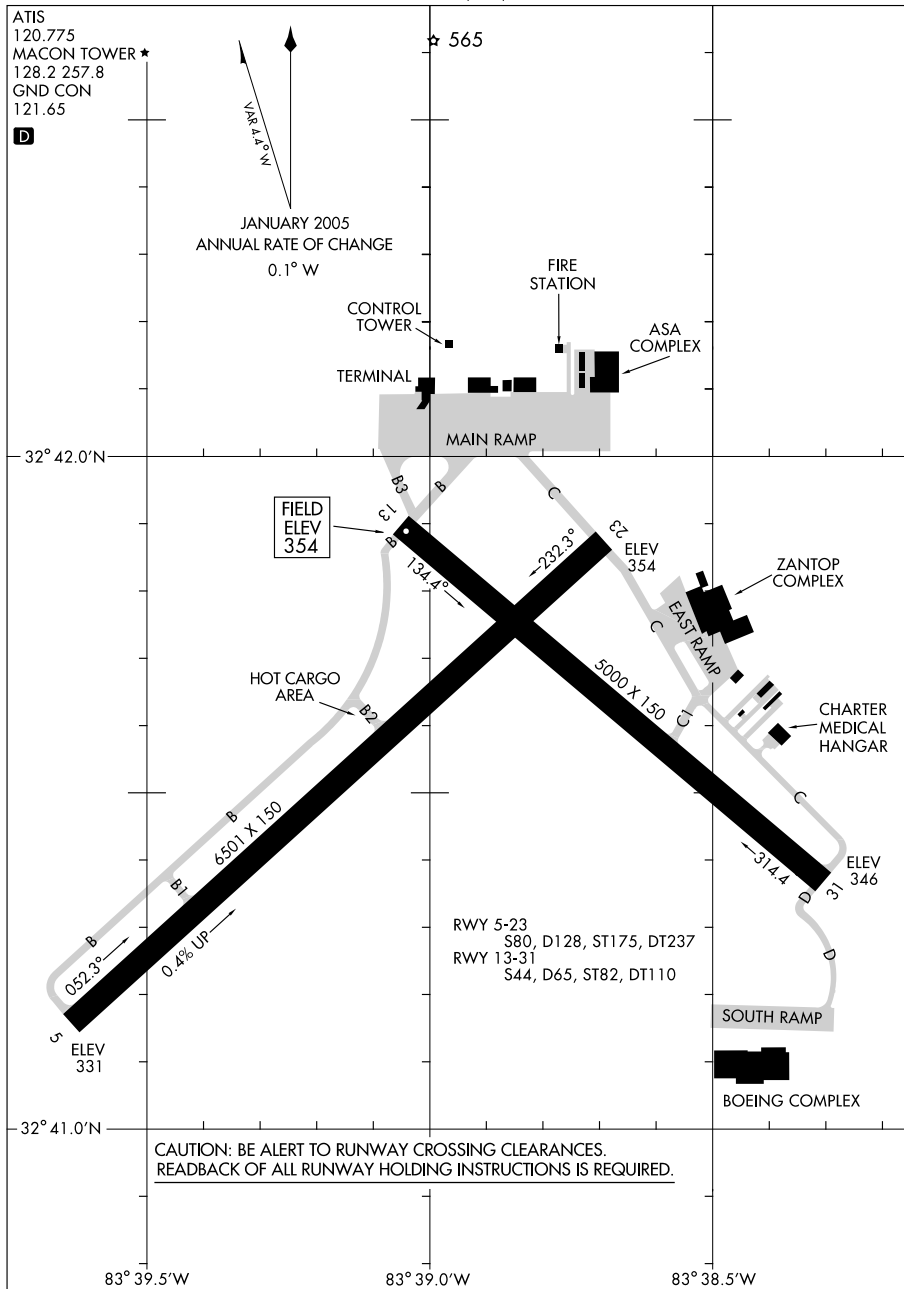 ATIS
120.775
MACON TOWER ★
128.2 257.8
GND CON
121.65
D
565
VAR 4.4° W
JANUARY 2005
ANNUAL RATE OF CHANGE
0.1° W
FIRE
STATION
CONTROL
TOWER
ASA
COMPLEX
TERMINAL
MAIN RAMP
32° 42.0'N
B3
B
C
13
23
FIELD
ELEV
354
B
134.4°
232.3°
ELEV
354
ZANTOP
COMPLEX
C
EAST RAMP
HOT CARGO
AREA
B2
5000 X 150
C1
CHARTER
MEDICAL
HANGAR
B
6501 X 150
C
B1
314.4
ELEV
346
D
31
B
052.3°
0.4% UP
RWY 5-23
S80, D128, ST175, DT237
RWY 13-31
S44, D65, ST82, DT110
D
5
ELEV
331
SOUTH RAMP
BOEING COMPLEX
32° 41.0'N
CAUTION: BE ALERT TO RUNWAY CROSSING CLEARANCES.
READBACK OF ALL RUNWAY HOLDING INSTRUCTIONS IS REQUIRED.
83° 39.5'W
83° 39.0'W
83° 38.5'W